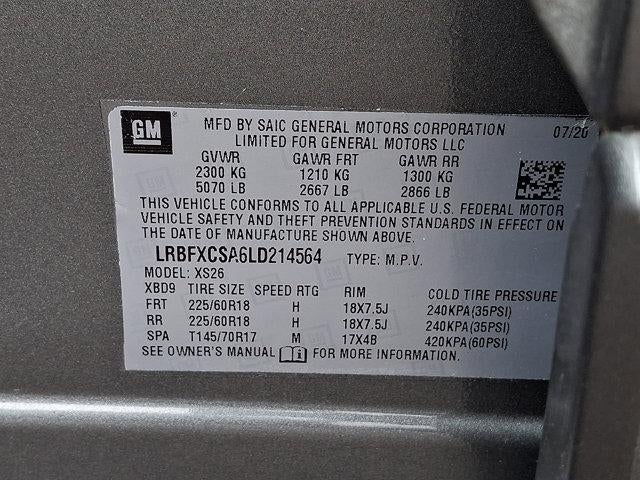 GM
MFD BY SAIC GENERAL MOTORS CORPORATION 07/20
LIMITED FOR GENERAL MOTORS LLC
GVWR GAWR FRT GAWR RR
2300 KG 1210 KG 1300 KG
5070 LB 2667 LB 2866 LB
THIS VEHICLE CONFORMS TO ALL APPLICABLE U.S. FEDERAL MOTOR
VEHICLE SAFETY AND THEFT PREVENTION STANDARDS IN EFFECT ON
THE DATE OF MANUFACTURE SHOWN ABOVE.
LRBFXCSA6LD214564 TYPE: M.P.V.
MODEL: XS26
XBD9 TIRE SIZE SPEED RTG RIM COLD TIRE PRESSURE
FRT 225/60R18 H 18X7.5J 240KPA(35PSI)
RR 225/60R18 H 18X7.5J 240KPA(35PSI)
SPA T145/70R17 M 17X4B 420KPA(60PSI)
SEE OWNER'S MANUAL FOR MORE INFORMATION.